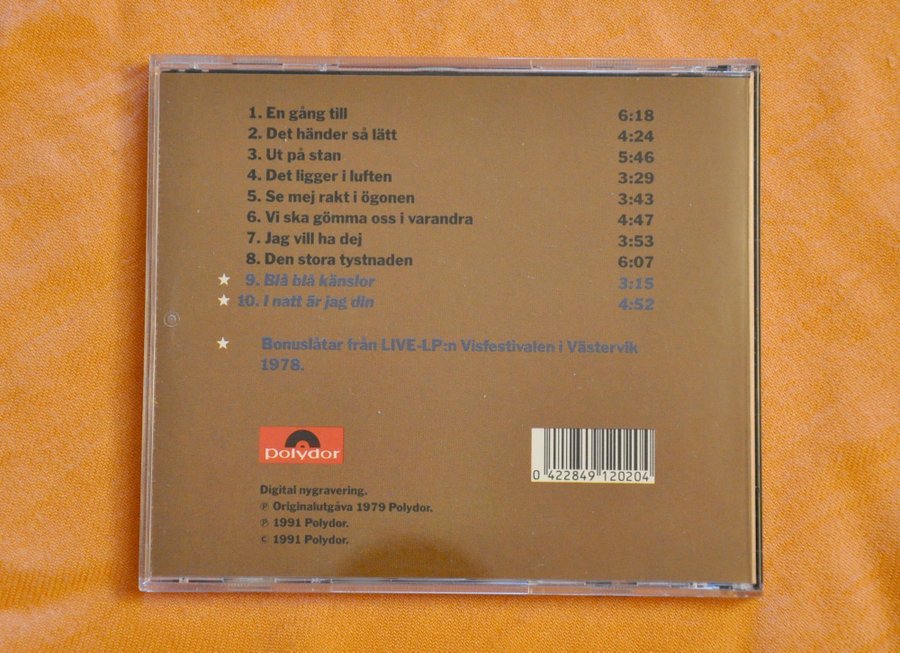 1. En gång till 6:18
2. Det händer så lätt 4:24
3. Ut på stan 5:46
4. Det ligger i luften 3:29
5. Se mej rakt i ögonen 3:43
6. Vi ska gömma oss i varandra 4:47
7. Jag vill ha dej 3:53
8. Den stora tystnaden 6:07
★ 9. Blå blå känslor 3:15
★ 10. I natt är jag din 4:52
★ Bonuslåtar från LIVE-LP:n Visfestivalen i Västervik
1978.
polydor
0 422849 120204
Digital nygravering.
℗ Originalutgåva 1979 Polydor.
℗ 1991 Polydor.
© 1991 Polydor.